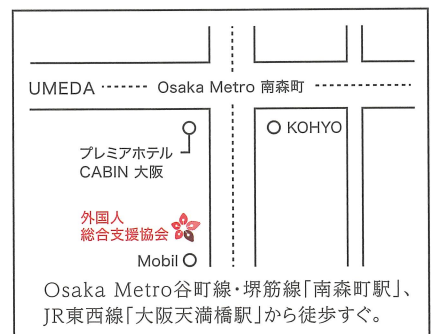 UMEDA Osaka Metro 南森町
プレミアホテル
CABIN 大阪
KOHYO
外国人
総合支援協会
Mobil
Osaka Metro谷町線・堺筋線「南森町駅」、
JR東西線「大阪天満橋駅」から徒歩すぐ。